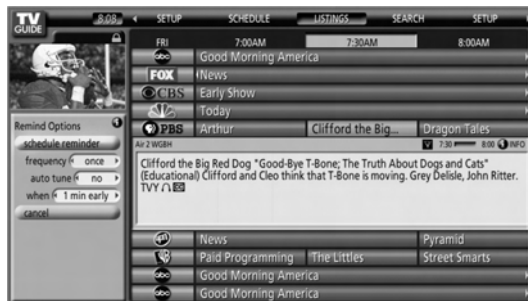 TV GUIDE 8:08 SETUP SCHEDULE LISTINGS SEARCH SETUP
FRI 7:00AM 7:30AM 8:00AM
abc Good Morning America
FOX News
CBS Early Show
Today
PBS Arthur Clifford the Big... Dragon Tales
Air 2 WGBH 7:30 8:00 INFO
Clifford the Big Red Dog "Good-Bye T-Bone; The Truth About Dogs and Cats"
(Educational) Clifford and Cleo think that T-Bone is moving. Grey Delisle, John Ritter.
TVY
Remind Options
schedule reminder
frequency once
auto tune no
when 1 min early
cancel
News Pyramid
Paid Programming The Littles Street Smarts
abc Good Morning America
abc Good Morning America